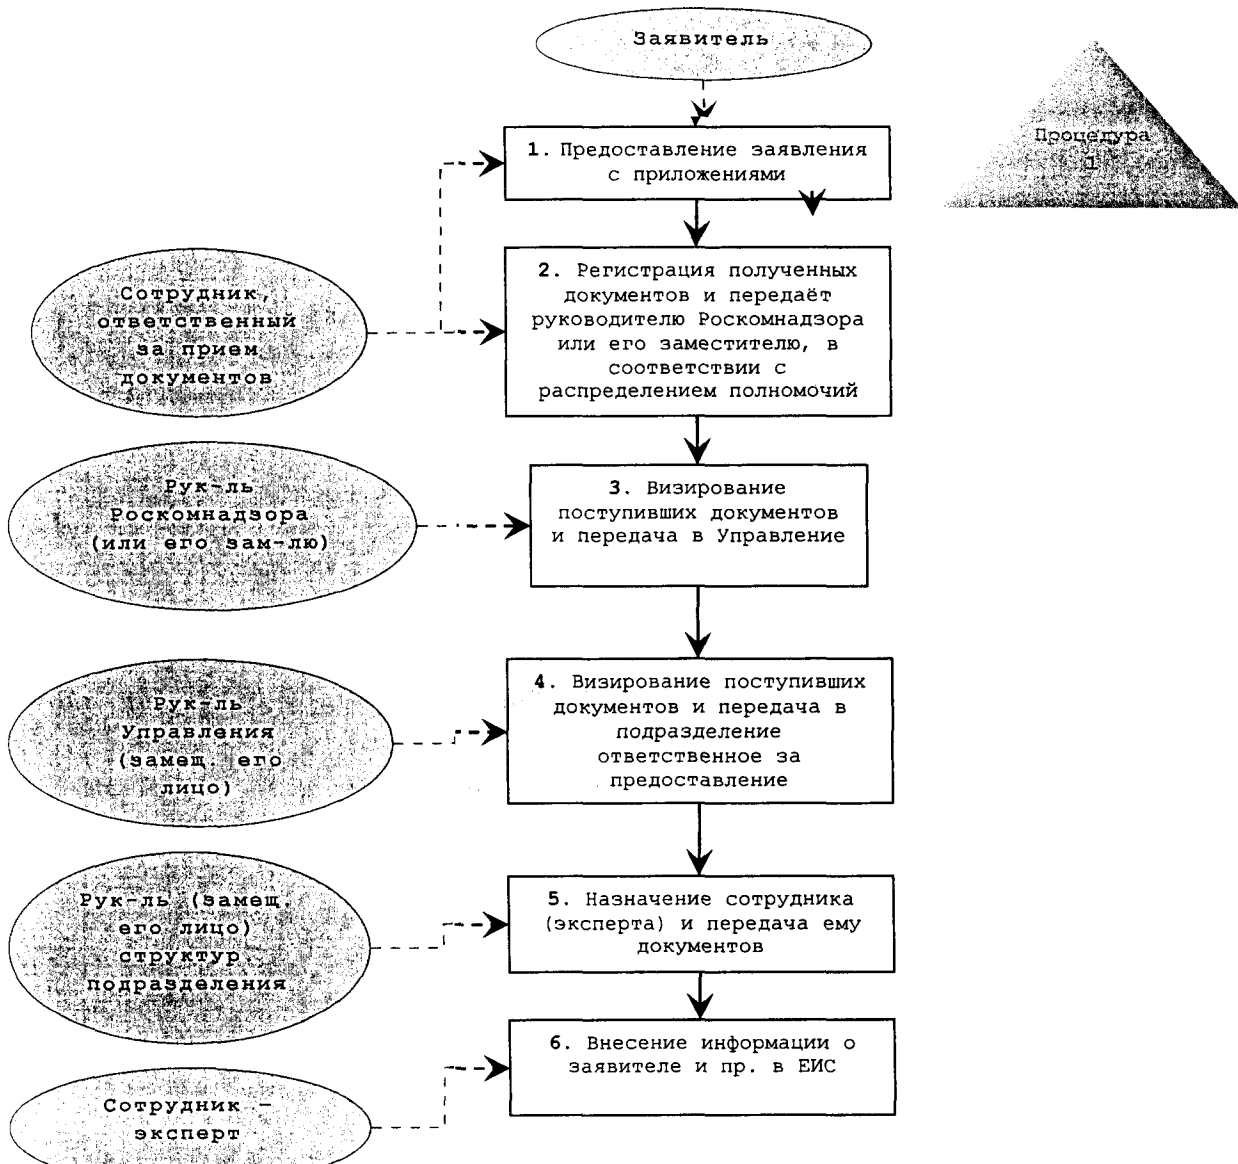 Заявитель
Процедура
1
1. Предоставление заявления
с приложениями
Сотрудник,
ответственный
за прием
документов
2. Регистрация полученных
документов и передаёт
руководителю Роскомнадзора
или его заместителю, в
соответствии с
распределением полномочий
Рук-ль
Роскомнадзора
(или его зам-лю)
3. Визирование
поступивших документов
и передача в Управление
Рук-ль
Управления
(замещ. его
лицо)
4. Визирование поступивших
документов и передача в
подразделение
ответственное за
предоставление
Рук-ль (замещ.
его лицо)
структур.
подразделения
5. Назначение сотрудника
(эксперта) и передача ему
документов
Сотрудник –
эксперт
6. Внесение информации о
заявителе и пр. в ЕИС